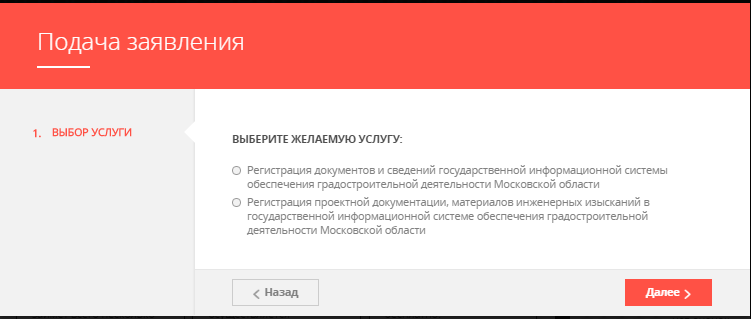 Подача заявления
1. ВЫБОР УСЛУГИ
ВЫБЕРИТЕ ЖЕЛАЕМУЮ УСЛУГУ:
Регистрация документов и сведений государственной информационной системы
обеспечения градостроительной деятельности Московской области
Регистрация проектной документации, материалов инженерных изысканий в
государственной информационной системе обеспечения градостроительной
деятельности Московской области
Назад
Далее